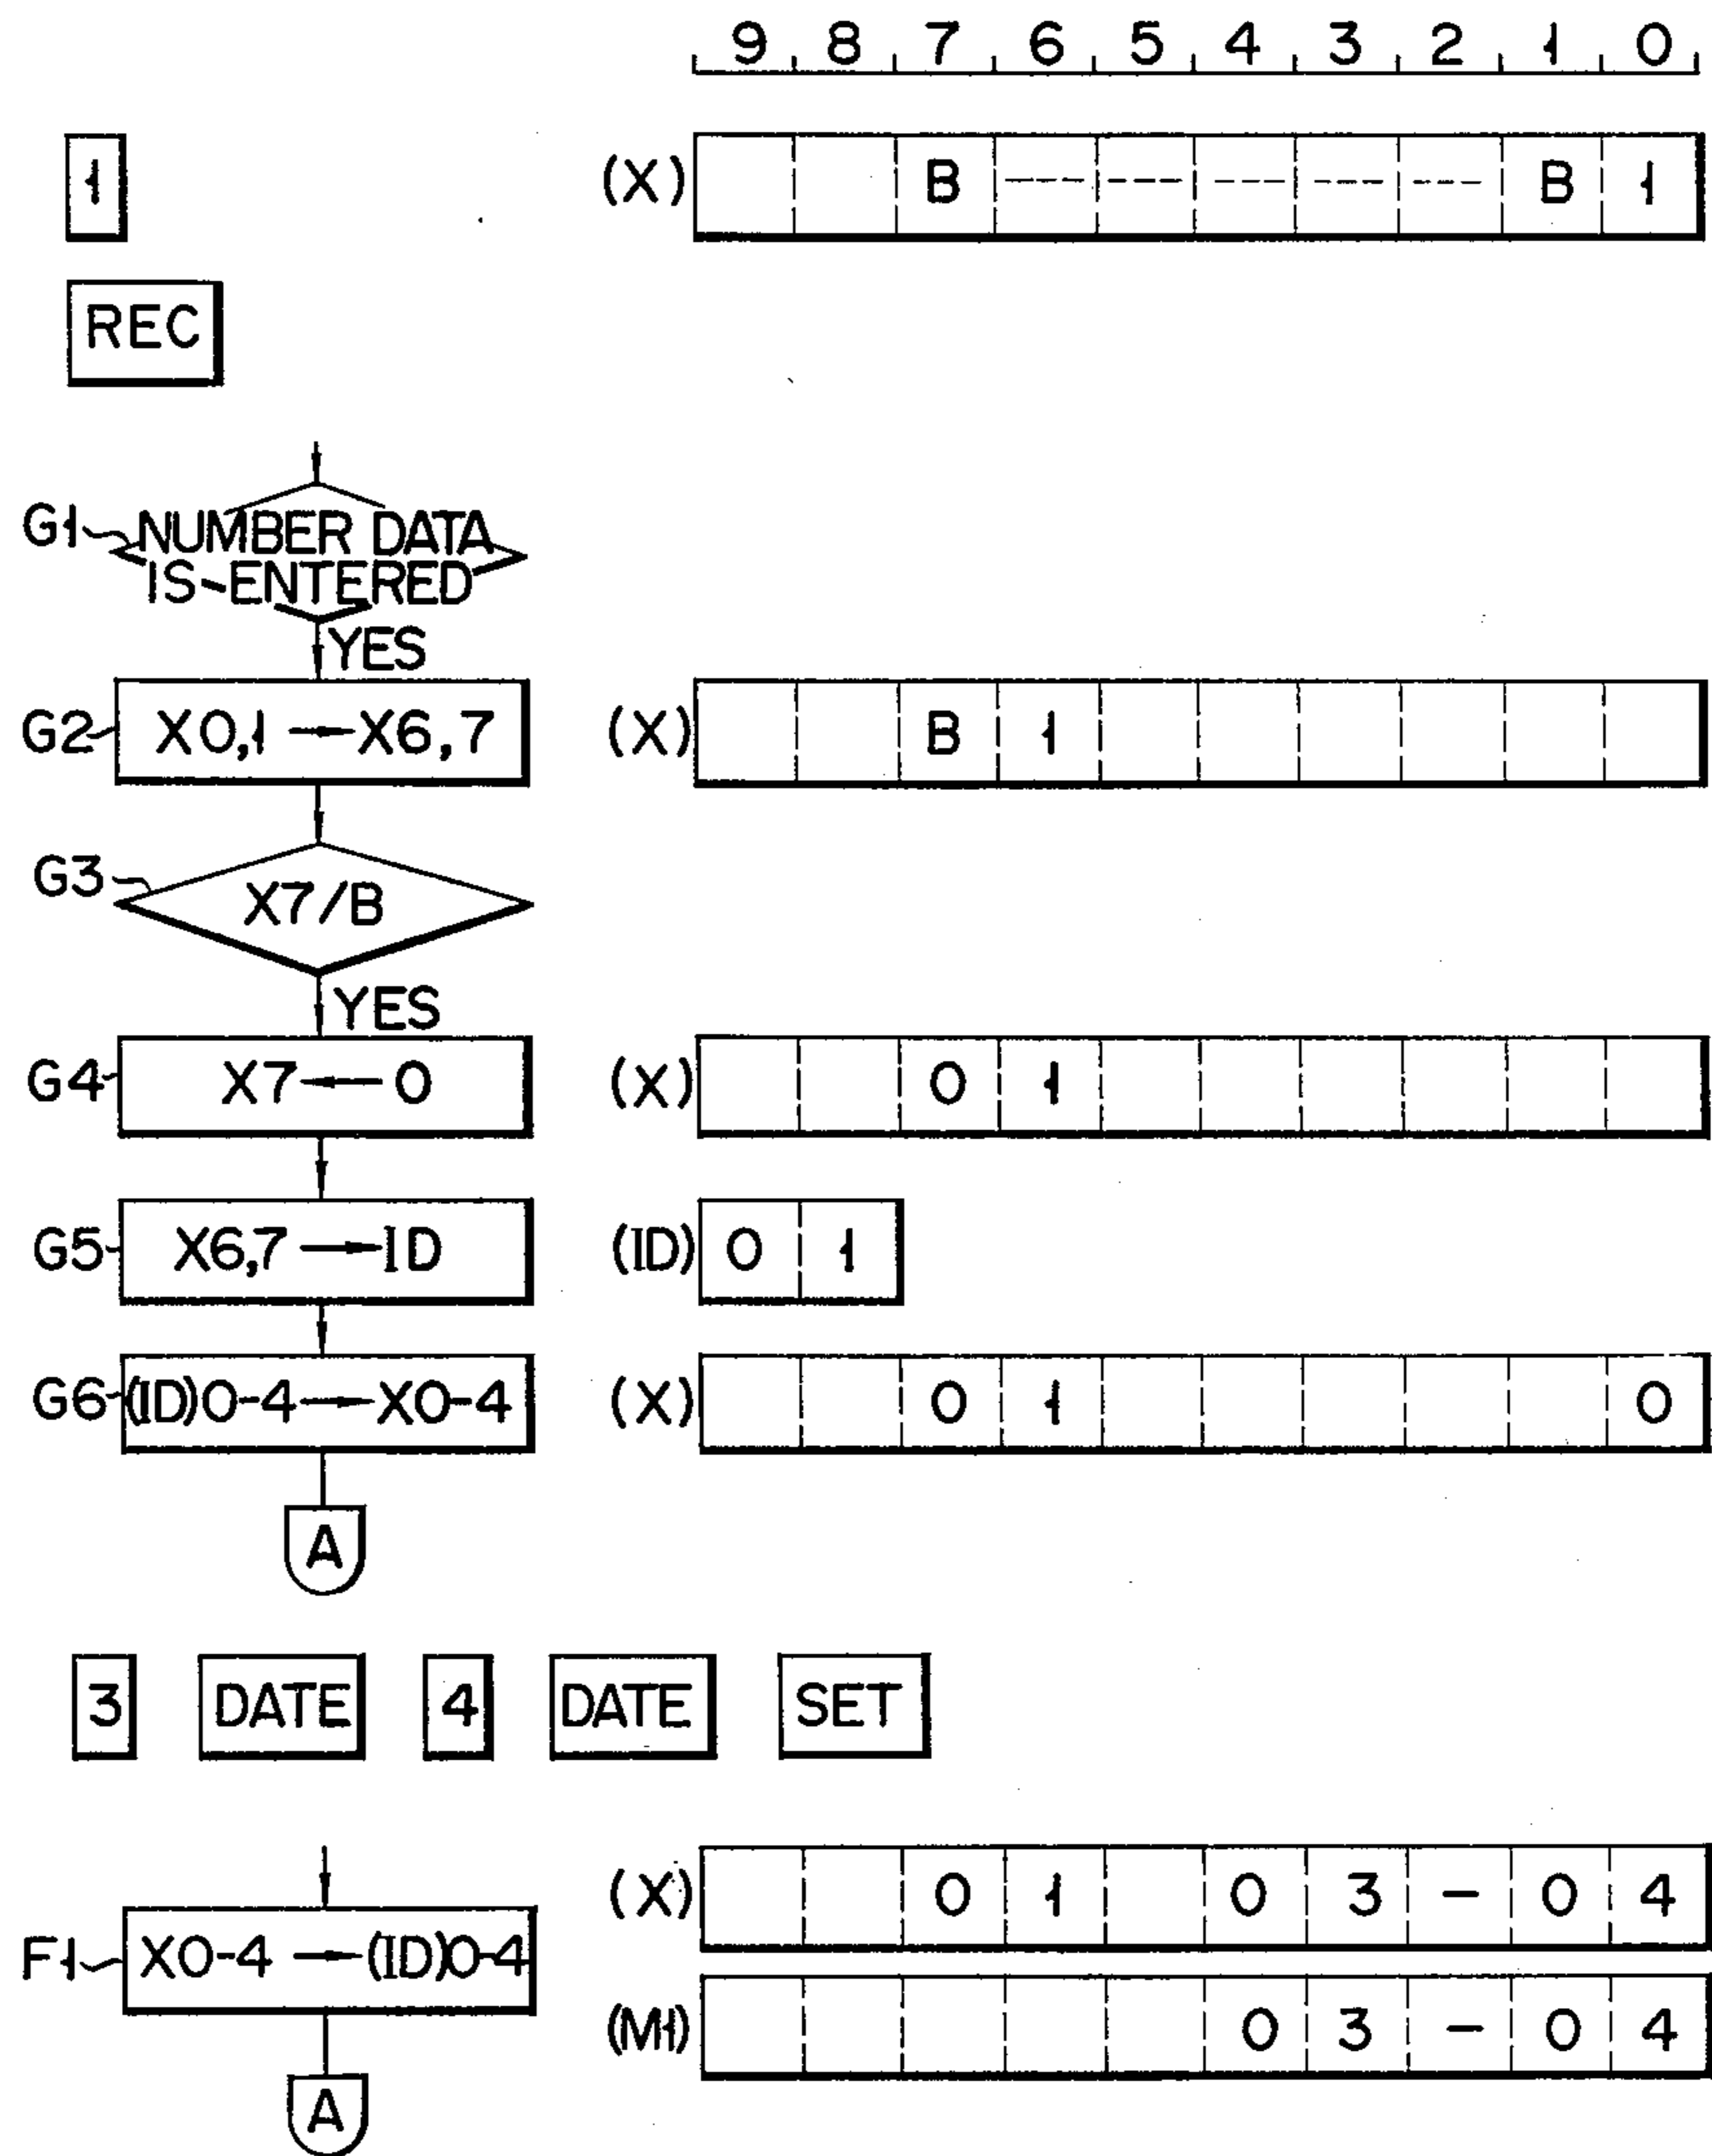 9 8 7 6 5 4 3 2 1 0
1 (X) B ----- ----- ----- ----- ----- B 1
REC
G1 NUMBER DATA
IS ENTERED
YES
G2 X0,1 → X6,7 (X) B 1
G3 X7/B
YES
G4 X7 ← 0 (X) 0 1
G5 X6,7 → ID (ID) 0 1
G6 (ID)0-4 → X0-4 (X) 0 1 0
A
3 DATE 4 DATE SET
(X) 0 1 0 3 - 0 4
F1 X0-4 → (ID)0-4
(M1) 0 3 - 0 4
A